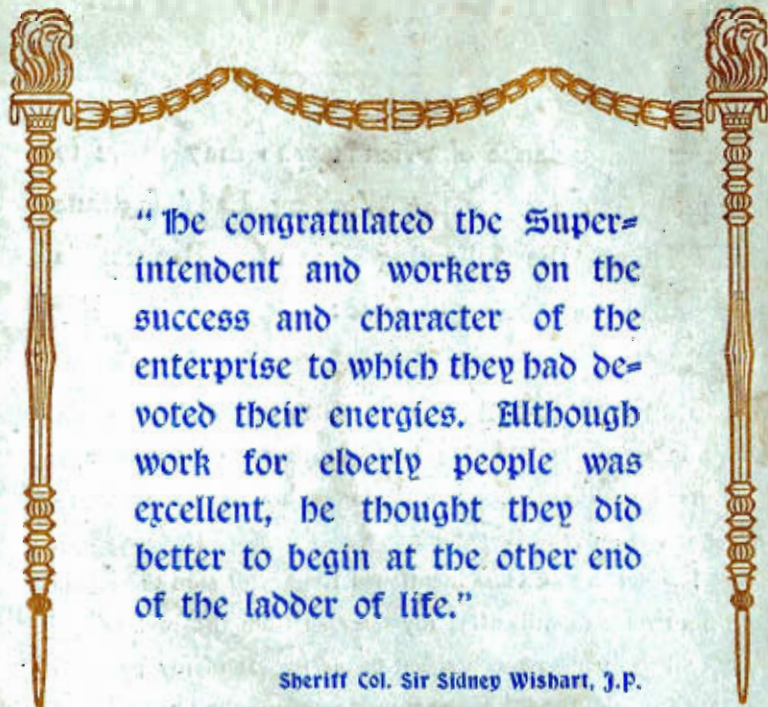 “He congratulated the Super=
intendent and workers on the
success and character of the
enterprise to which they had de=
voted their energies. Although
work for elderly people was
excellent, he thought they did
better to begin at the other end
of the ladder of life.”
Sheriff Col. Sir Sidney Wishart, J.P.